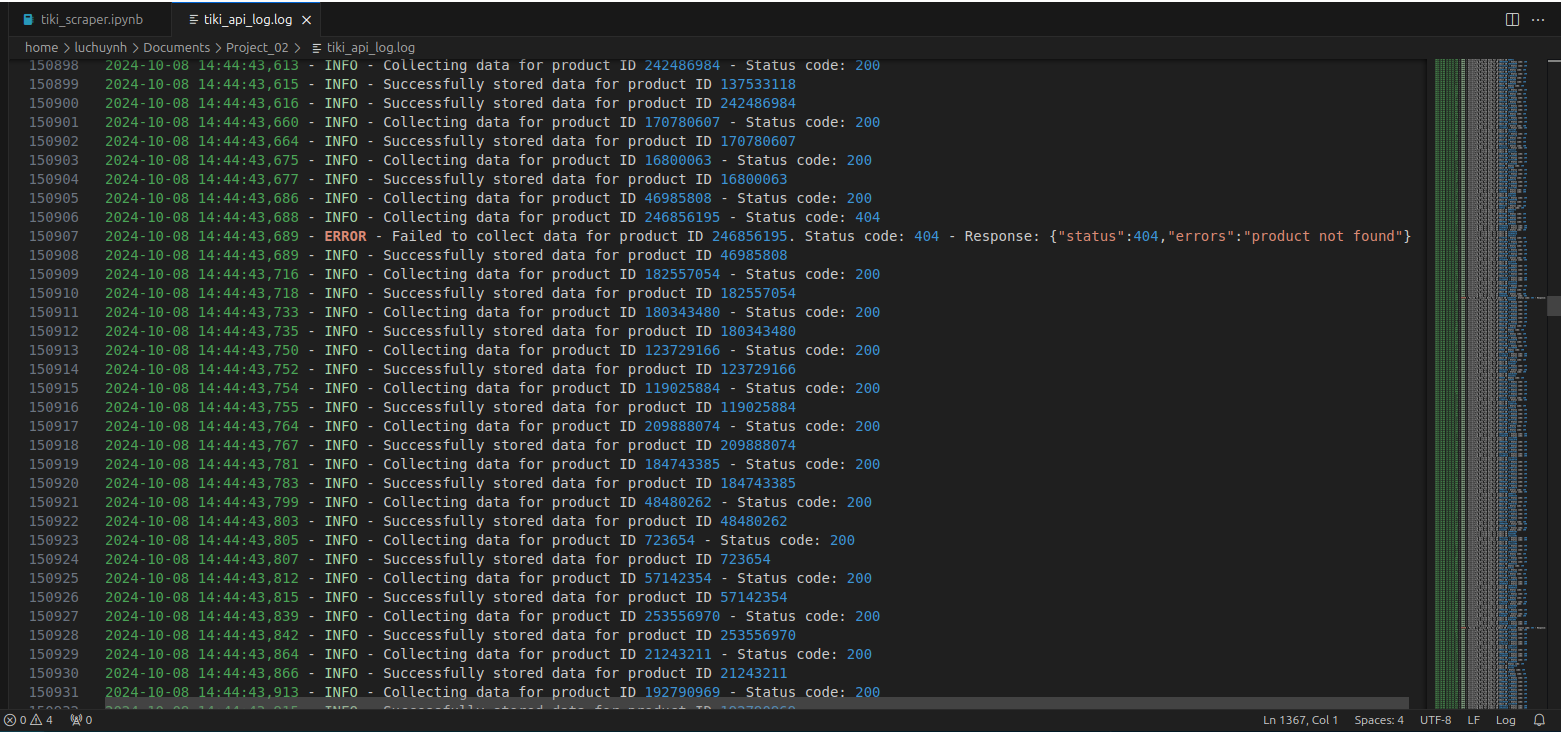 tiki_scraper.ipynb
tiki_api_log.log
home > luchuynh > Documents > Project_02 > tiki_api_log.log
150898 2024-10-08 14:44:43,613 - INFO - Collecting data for product ID 242486984 - Status code: 200
150899 2024-10-08 14:44:43,615 - INFO - Successfully stored data for product ID 137533118
150900 2024-10-08 14:44:43,616 - INFO - Successfully stored data for product ID 242486984
150901 2024-10-08 14:44:43,660 - INFO - Collecting data for product ID 170780607 - Status code: 200
150902 2024-10-08 14:44:43,664 - INFO - Successfully stored data for product ID 170780607
150903 2024-10-08 14:44:43,675 - INFO - Collecting data for product ID 16800063 - Status code: 200
150904 2024-10-08 14:44:43,677 - INFO - Successfully stored data for product ID 16800063
150905 2024-10-08 14:44:43,686 - INFO - Collecting data for product ID 46985808 - Status code: 200
150906 2024-10-08 14:44:43,688 - INFO - Collecting data for product ID 246856195 - Status code: 404
150907 2024-10-08 14:44:43,689 - ERROR - Failed to collect data for product ID 246856195. Status code: 404 - Response: {"status":404,"errors":"product not found"}
150908 2024-10-08 14:44:43,689 - INFO - Successfully stored data for product ID 46985808
150909 2024-10-08 14:44:43,716 - INFO - Collecting data for product ID 182557054 - Status code: 200
150910 2024-10-08 14:44:43,718 - INFO - Successfully stored data for product ID 182557054
150911 2024-10-08 14:44:43,733 - INFO - Collecting data for product ID 180343480 - Status code: 200
150912 2024-10-08 14:44:43,735 - INFO - Successfully stored data for product ID 180343480
150913 2024-10-08 14:44:43,750 - INFO - Collecting data for product ID 123729166 - Status code: 200
150914 2024-10-08 14:44:43,752 - INFO - Successfully stored data for product ID 123729166
150915 2024-10-08 14:44:43,754 - INFO - Collecting data for product ID 119025884 - Status code: 200
150916 2024-10-08 14:44:43,755 - INFO - Successfully stored data for product ID 119025884
150917 2024-10-08 14:44:43,764 - INFO - Collecting data for product ID 209888074 - Status code: 200
150918 2024-10-08 14:44:43,767 - INFO - Successfully stored data for product ID 209888074
150919 2024-10-08 14:44:43,781 - INFO - Collecting data for product ID 184743385 - Status code: 200
150920 2024-10-08 14:44:43,783 - INFO - Successfully stored data for product ID 184743385
150921 2024-10-08 14:44:43,799 - INFO - Collecting data for product ID 48480262 - Status code: 200
150922 2024-10-08 14:44:43,803 - INFO - Successfully stored data for product ID 48480262
150923 2024-10-08 14:44:43,805 - INFO - Collecting data for product ID 723654 - Status code: 200
150924 2024-10-08 14:44:43,807 - INFO - Successfully stored data for product ID 723654
150925 2024-10-08 14:44:43,812 - INFO - Collecting data for product ID 57142354 - Status code: 200
150926 2024-10-08 14:44:43,815 - INFO - Successfully stored data for product ID 57142354
150927 2024-10-08 14:44:43,839 - INFO - Collecting data for product ID 253556970 - Status code: 200
150928 2024-10-08 14:44:43,842 - INFO - Successfully stored data for product ID 253556970
150929 2024-10-08 14:44:43,864 - INFO - Collecting data for product ID 21243211 - Status code: 200
150930 2024-10-08 14:44:43,866 - INFO - Successfully stored data for product ID 21243211
150931 2024-10-08 14:44:43,913 - INFO - Collecting data for product ID 192790969 - Status code: 200
0 4 0 Ln 1367, Col 1 Spaces: 4 UTF-8 LF Log